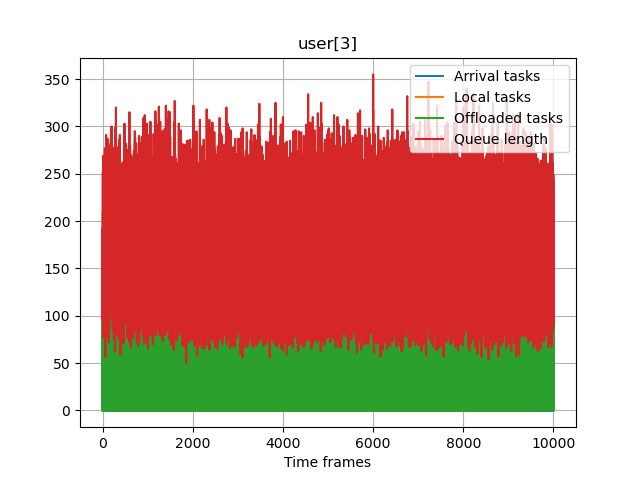 user[3]
Arrival tasks
Local tasks
Offloaded tasks
Queue length
350
300
250
200
150
100
50
0
0 2000 4000 6000 8000 10000
Time frames